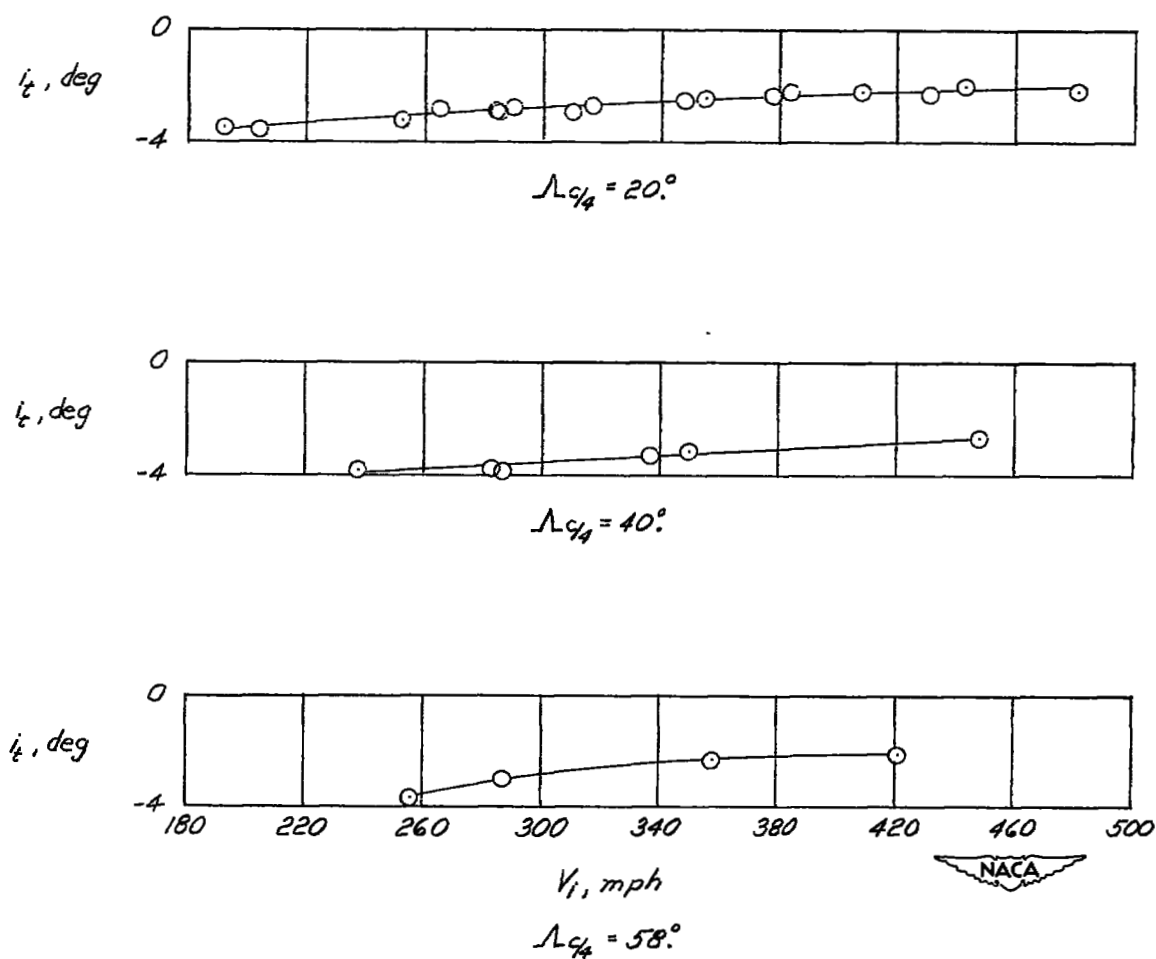 0
i_t, deg
-4
Λc/4 = 20°.
0
i_t, deg
-4
Λc/4 = 40°.
0
i_t, deg
-4
180 220 260 300 340 380 420 460 500
V_i, mph
NACA
Λc/4 = 58°.